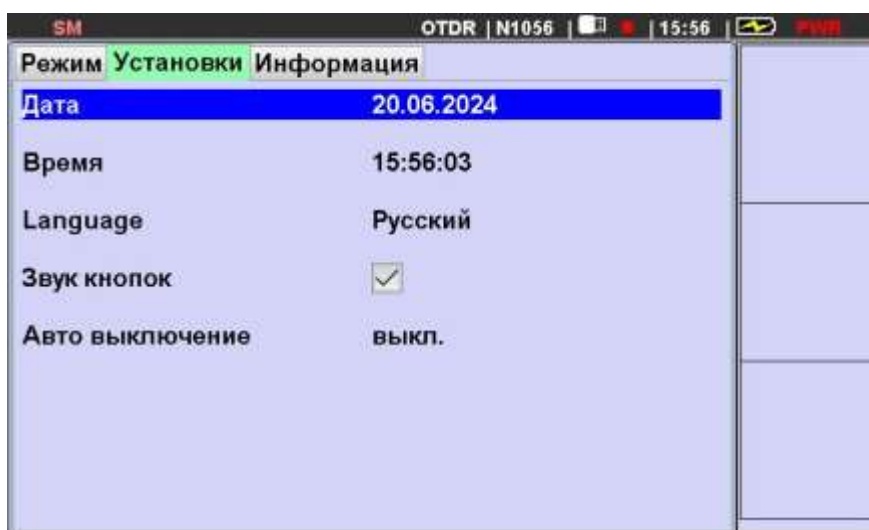 SM OTDR | N1056 | | 15:56 | PWR
Режим Установки Информация
Дата 20.06.2024
Время 15:56:03
Language Русский
Звук кнопок
Авто выключение выкл.